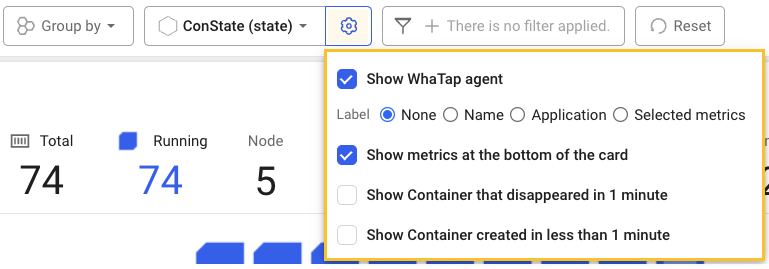 Group by
ConState (state)
There is no filter applied.
Reset
Show WhaTap agent
Label None Name Application Selected metrics
Total Running Node
74 74 5
Show metrics at the bottom of the card
Show Container that disappeared in 1 minute
Show Container created in less than 1 minute